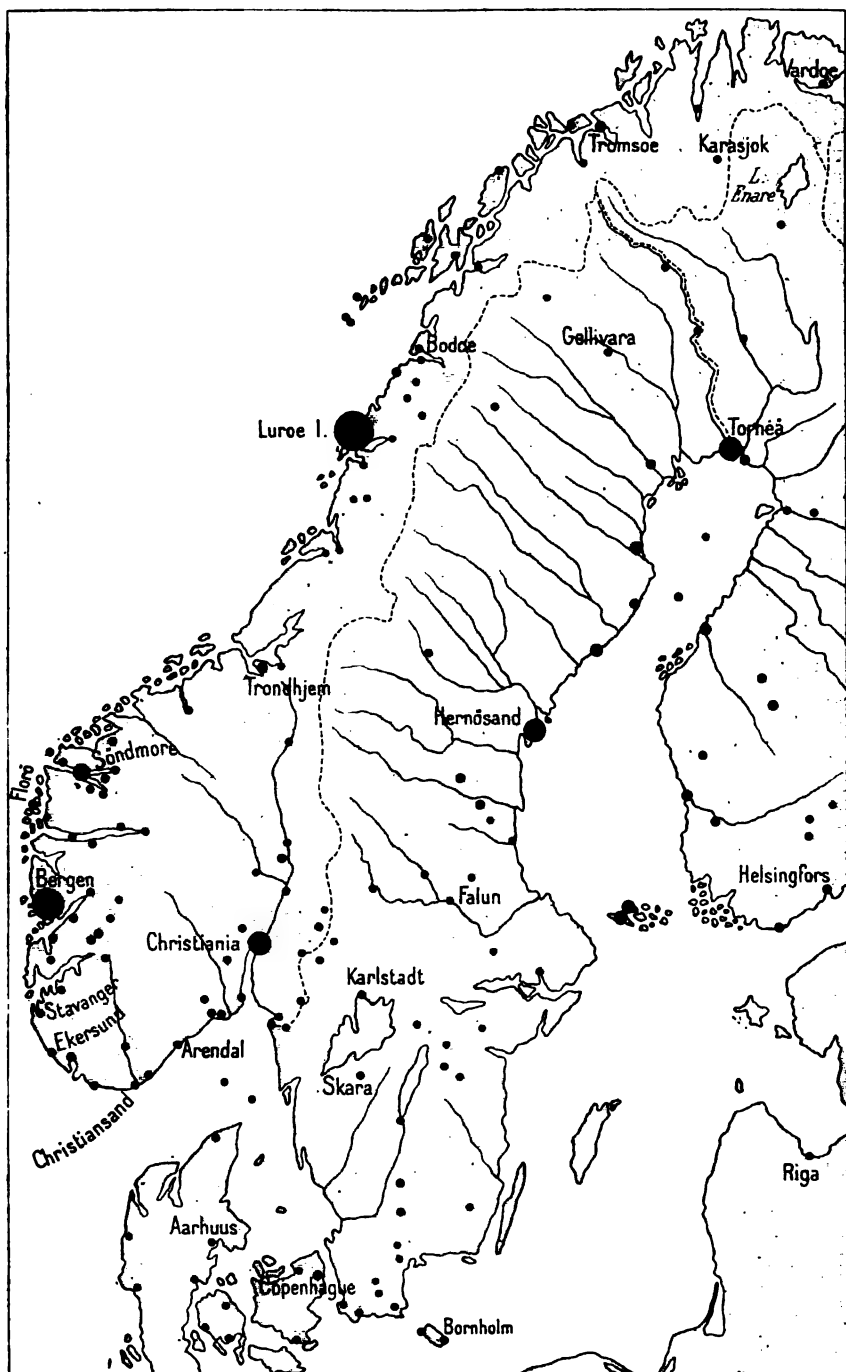 Vardoe
Tromsoe
Karasjok
L.
Enare
Bodoe
Gellivara
Luroe I.
Torneå
Trondhjem
Hernösand
Söndmore
Florö
Bergen
Helsingfors
Falun
Christiania
Karlstadt
Stavanger
Ekersund
Arendal
Skara
Christiansand
Riga
Aarhuus
Copenhague
Bornholm